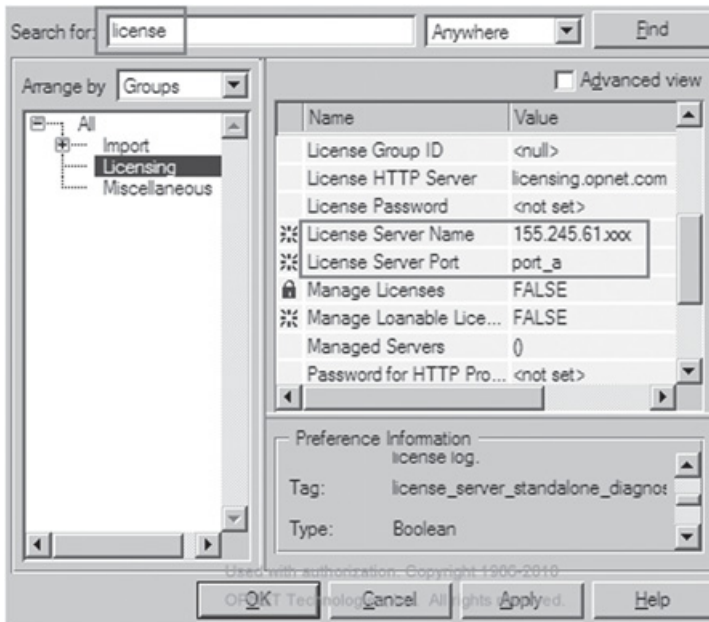 Search for: license Anywhere Find
Arrange by Groups
Advanced view
All
Import
Licensing
Miscellaneous
Name Value
License Group ID <null>
License HTTP Server licensing.opnet.com
License Password <not set>
License Server Name 155.245.61.xxx
License Server Port port_a
Manage Licenses FALSE
Manage Loanable Lice... FALSE
Managed Servers ()
Password for HTTP Pro... <not set>
Preference Information
license log.
Tag: license_server_standalone_diagnos
Type: Boolean
Used with authorization. Copyright 1986-2010
OPNET Technologies All rights reserved.
OK Cancel Apply Help